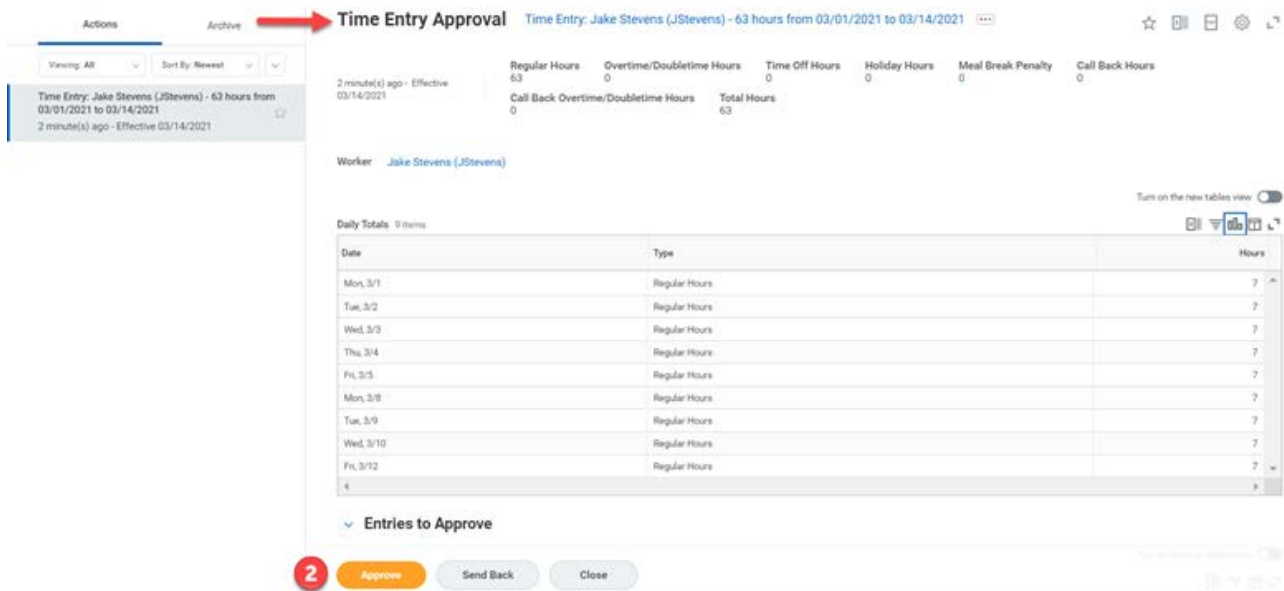 Actions Archive
Viewing: All Sort By: Newest
Time Entry: Jake Stevens (JStevens) - 63 hours from
03/01/2021 to 03/14/2021
2 minute(s) ago - Effective 03/14/2021
Time Entry Approval Time Entry: Jake Stevens (JStevens) - 63 hours from 03/01/2021 to 03/14/2021
2 minute(s) ago - Effective
03/14/2021
Regular Hours Overtime/Doubletime Hours Time Off Hours Holiday Hours Meal Break Penalty Call Back Hours
63 0 0 0 0 0
Call Back Overtime/Doubletime Hours Total Hours
0 63
Worker Jake Stevens (JStevens)
Turn on the new tables view
Daily Totals 9 items
Date Type Hours
Mon, 3/1 Regular Hours 7
Tue, 3/2 Regular Hours 7
Wed, 3/3 Regular Hours 7
Thu, 3/4 Regular Hours 7
Fri, 3/5 Regular Hours 7
Mon, 3/8 Regular Hours 7
Tue, 3/9 Regular Hours 7
Wed, 3/10 Regular Hours 7
Fri, 3/12 Regular Hours 7
Entries to Approve
2 Approve Send Back Close